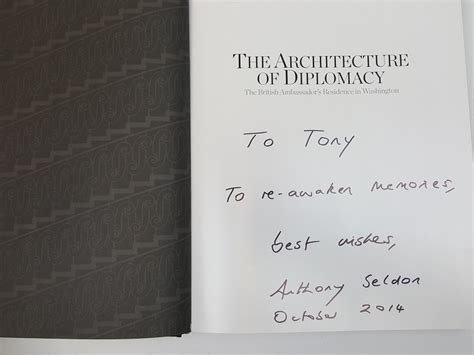 THE ARCHITECTURE
OF DIPLOMACY
The British Ambassador's Residence in Washington
To Tony
To re-awaken memories,
best wishes,
Anthony Seldon
October 2014